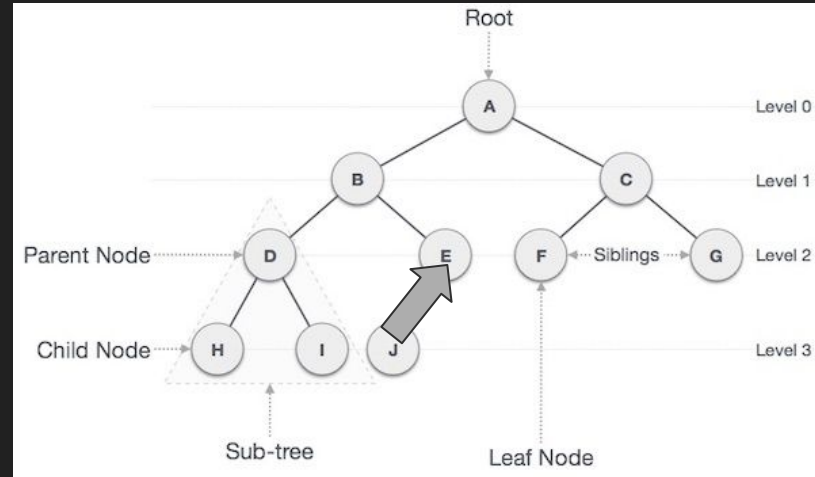 Root
A
Level 0
B
C
Level 1
Parent Node
D
E
F
Siblings
G
Level 2
Child Node
H
I
J
Level 3
Sub-tree
Leaf Node